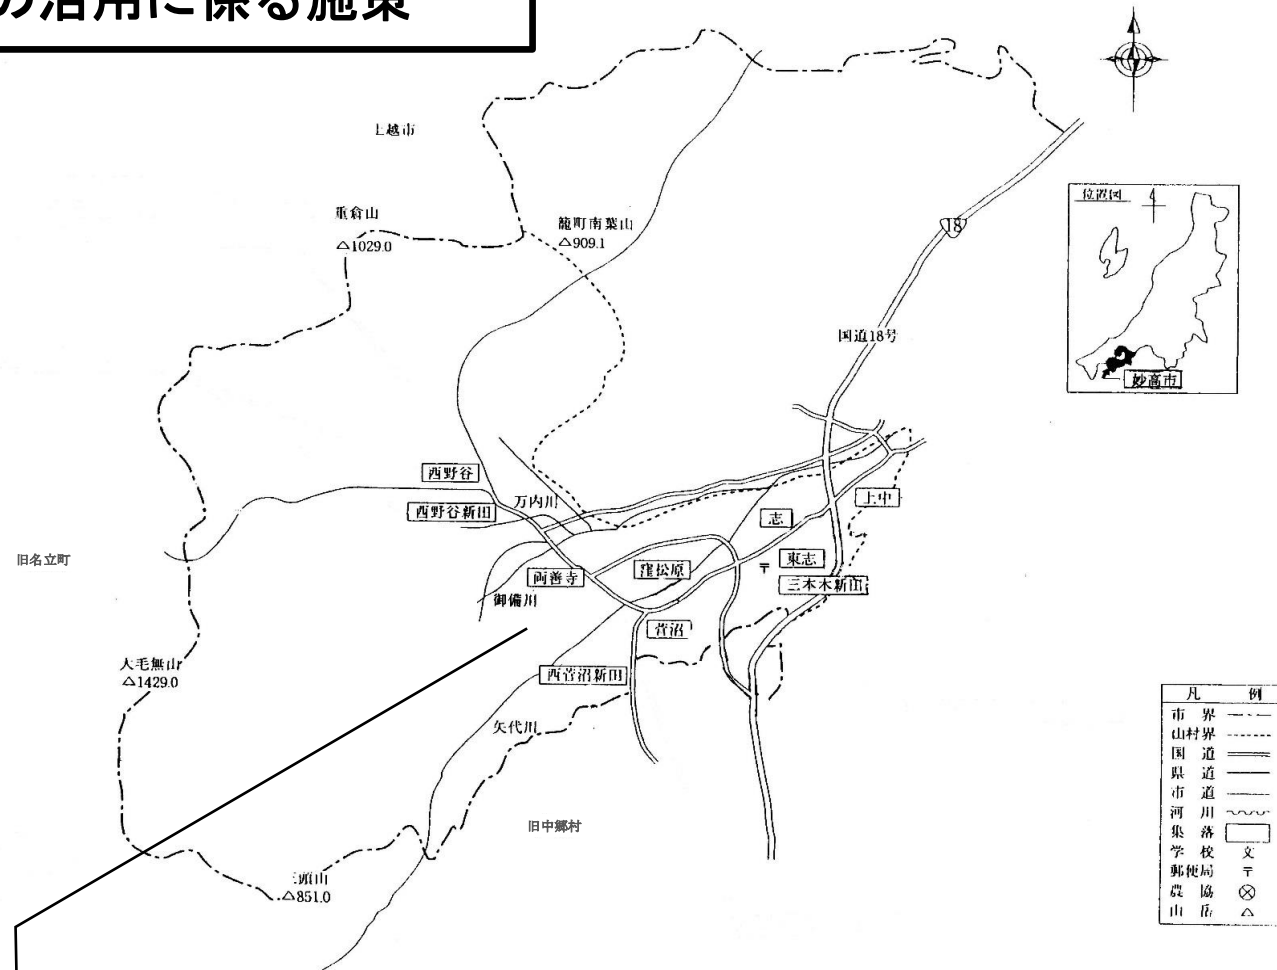 の活用に係る施策
上越市
重倉山
△1029.0
籠町南葉山
△909.1
18
位置図
妙高市
国道18号
西野谷
西野谷新田
万内川
上中
志
東志
三本木新田
〒
窪松原
両善寺
御備川
菅沼
西菅沼新田
旧名立町
大毛無山
△1429.0
矢代川
旧中郷村
三頭山
△851.0
凡 例
市 界
山村界
国 道
県 道
市 道
河 川
集 落
学 校 文
郵便局 〒
農 協 ⊗
山 岳 △